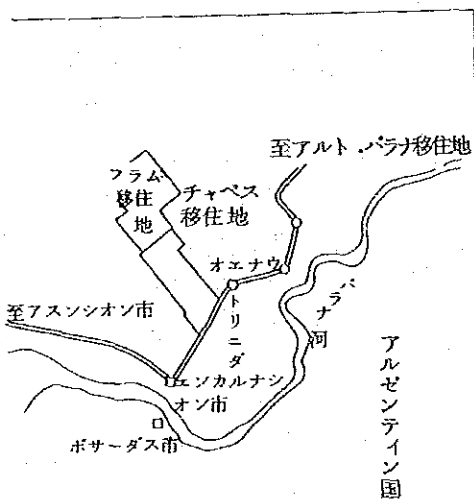 至アルト・パラナ移住地
フラム
移住
地
チャペス
移住地
オエナウ
パラナ河
トリニダ
至アスンシオン市
エンカルナシ
オン市
ボサーダス市
アルゼンティン国